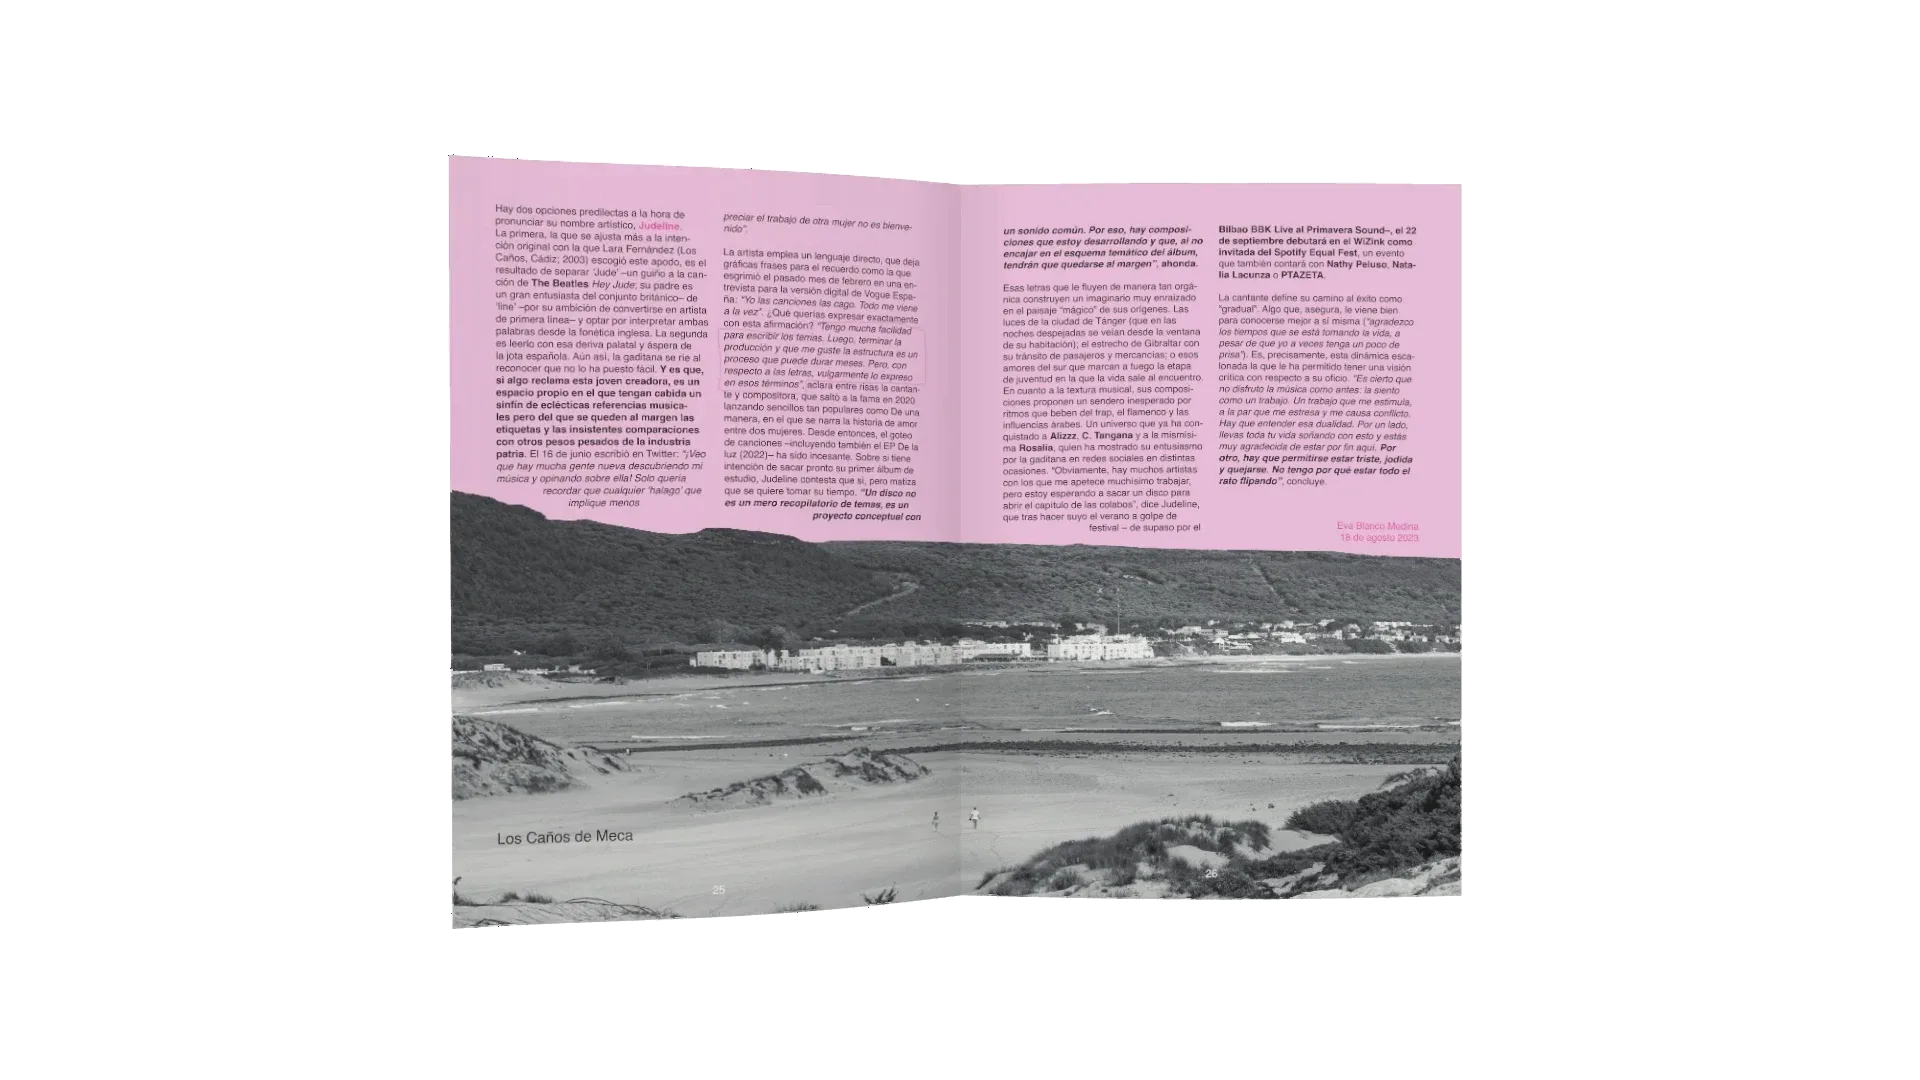 Hay dos opciones predilectas a la hora de
pronunciar su nombre artístico, Judeline.
La primera, la que se ajusta más a la inten-
ción original con la que Lara Fernández (Los
Caños, Cádiz; 2003) escogió este apodo, es el
resultado de separar ‘Jude’ –un guiño a la can-
ción de The Beatles Hey Jude; su padre es
un gran entusiasta del conjunto británico– de
‘line’ –por su ambición de convertirse en artista
de primera línea– y optar por interpretar ambas
palabras desde la fonética inglesa. La segunda
es leerlo con esa deriva palatal y áspera de
la jota española. Aún así, la gaditana se ríe al
reconocer que no lo ha puesto fácil. Y es que,
si algo reclama esta joven creadora, es un
espacio propio en el que tengan cabida un
sinfín de eclécticas referencias musica-
les pero del que se queden al margen las
etiquetas y las insistentes comparaciones
con otros pesos pesados de la industria
patria. El 16 de junio escribió en Twitter: “¡Veo
que hay mucha gente nueva descubriendo mi
música y opinando sobre ella! Solo quería
recordar que cualquier ‘halago’ que
implique menos
preciar el trabajo de otra mujer no es bienve-
nido”.
La artista emplea un lenguaje directo, que deja
gráficas frases para el recuerdo como la que
esgrimió el pasado mes de febrero en una en-
trevista para la versión digital de Vogue Espa-
ña: “Yo las canciones las cago. Todo me viene
a la vez”. ¿Qué querías expresar exactamente
con esta afirmación? “Tengo mucha facilidad
para escribir los temas. Luego, terminar la
producción y que me guste la estructura es un
proceso que puede durar meses. Pero, con
respecto a las letras, vulgarmente lo expreso
en esos términos”, aclara entre risas la cantan-
te y compositora, que saltó a la fama en 2020
lanzando sencillos tan populares como De una
manera, en el que se narra la historia de amor
entre dos mujeres. Desde entonces, el goteo
de canciones –incluyendo también el EP De la
luz (2022)– ha sido incesante. Sobre si tiene
intención de sacar pronto su primer álbum de
estudio, Judeline contesta que sí, pero matiza
que se quiere tomar su tiempo. “Un disco no
es un mero recopilatorio de temas, es un
proyecto conceptual con
un sonido común. Por eso, hay composi-
ciones que estoy desarrollando y que, al no
encajar en el esquema temático del álbum,
tendrán que quedarse al margen”, ahonda.
Esas letras que le fluyen de manera tan orgá-
nica construyen un imaginario muy enraizado
en el paisaje “mágico” de sus orígenes. Las
luces de la ciudad de Tánger (que en las
noches despejadas se veían desde la ventana
de su habitación); el estrecho de Gibraltar con
su tránsito de pasajeros y mercancías; o esos
amores del sur que marcan a fuego la etapa
de juventud en la que la vida sale al encuentro.
En cuanto a la textura musical, sus composi-
ciones proponen un sendero inesperado por
ritmos que beben del trap, el flamenco y las
influencias árabes. Un universo que ya ha con-
quistado a Alizzz, C. Tangana y a la mismísi-
ma Rosalía, quien ha mostrado su entusiasmo
por la gaditana en redes sociales en distintas
ocasiones. “Obviamente, hay muchos artistas
con los que me apetece muchísimo trabajar,
pero estoy esperando a sacar un disco para
abrir el capítulo de las colabos”, dice Judeline,
que tras hacer suyo el verano a golpe de
festival – de supaso por el
Bilbao BBK Live al Primavera Sound–, el 22
de septiembre debutará en el WiZink como
invitada del Spotify Equal Fest, un evento
que también contará con Nathy Peluso, Nata-
lia Lacunza o PTAZETA.
La cantante define su camino al éxito como
“gradual”. Algo que, asegura, le viene bien
para conocerse mejor a sí misma (“agradezco
los tiempos que se está tomando la vida, a
pesar de que yo a veces tenga un poco de
prisa”). Es, precisamente, esta dinámica esca-
lonada la que le ha permitido tener una visión
crítica con respecto a su oficio. “Es cierto que
no disfruto la música como antes: la siento
como un trabajo. Un trabajo que me estimula,
a la par que me estresa y me causa conflicto.
Hay que entender esa dualidad. Por un lado,
llevas toda tu vida soñando con esto y estás
muy agradecida de estar por fin aquí. Por
otro, hay que permitirse estar triste, jodida
y quejarse. No tengo por qué estar todo el
rato flipando”, concluye.
Eva Blanco Medina
18 de agosto 2023
Los Caños de Meca
25
26